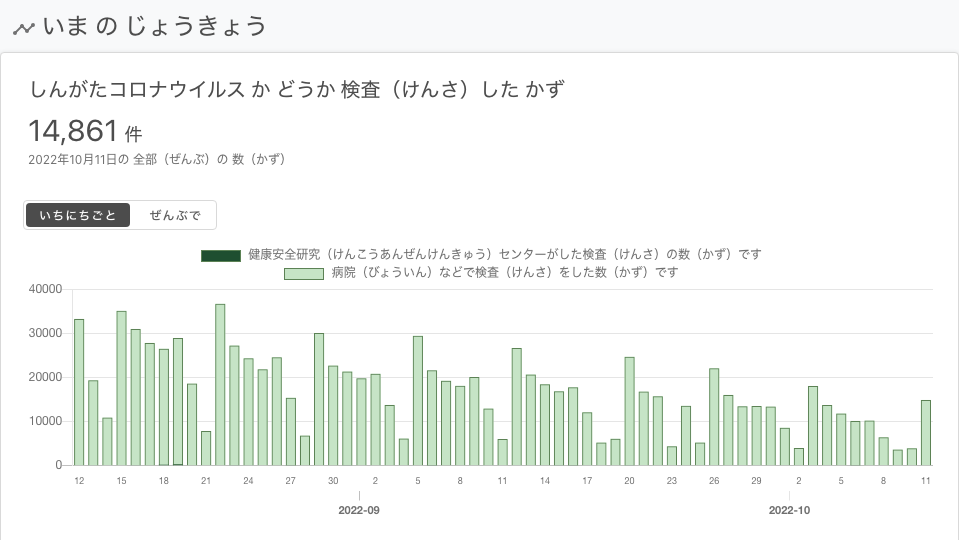 いま の じょうきょう
しんがたコロナウイルス か どうか 検査（けんさ）した かず
14,861 件
2022年10月11日の 全部（ぜんぶ）の 数（かず）
いちにちごと ぜんぶで
健康安全研究（けんこうあんぜんけんきゅう）センターがした検査（けんさ）の数（かず）です
病院（びょういん）などで検査（けんさ）をした数（かず）です
40000
30000
20000
10000
0
12 15 18 21 24 27 30 2 5 8 11 14 17 20 23 26 29 2 5 8 11
2022-09 2022-10